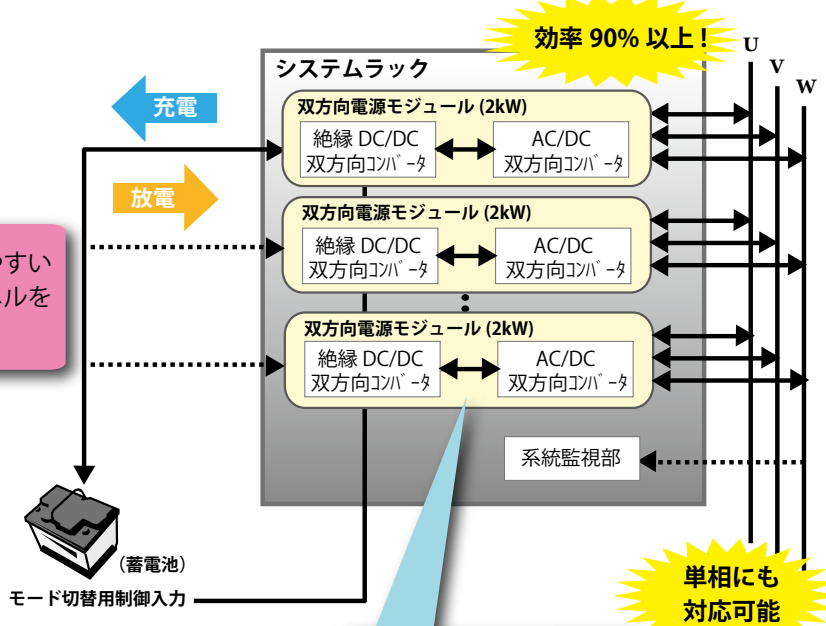 効率 90% 以上!
U
V
W
システムラック
充電
放電
双方向電源モジュール (2kW)
絶縁 DC/DC
双方向コンバータ
AC/DC
双方向コンバータ
双方向電源モジュール (2kW)
絶縁 DC/DC
双方向コンバータ
AC/DC
双方向コンバータ
やすい
ネルを
双方向電源モジュール (2kW)
絶縁 DC/DC
双方向コンバータ
AC/DC
双方向コンバータ
系統監視部
(蓄電池)
モード切替用制御入力
単相にも
対応可能